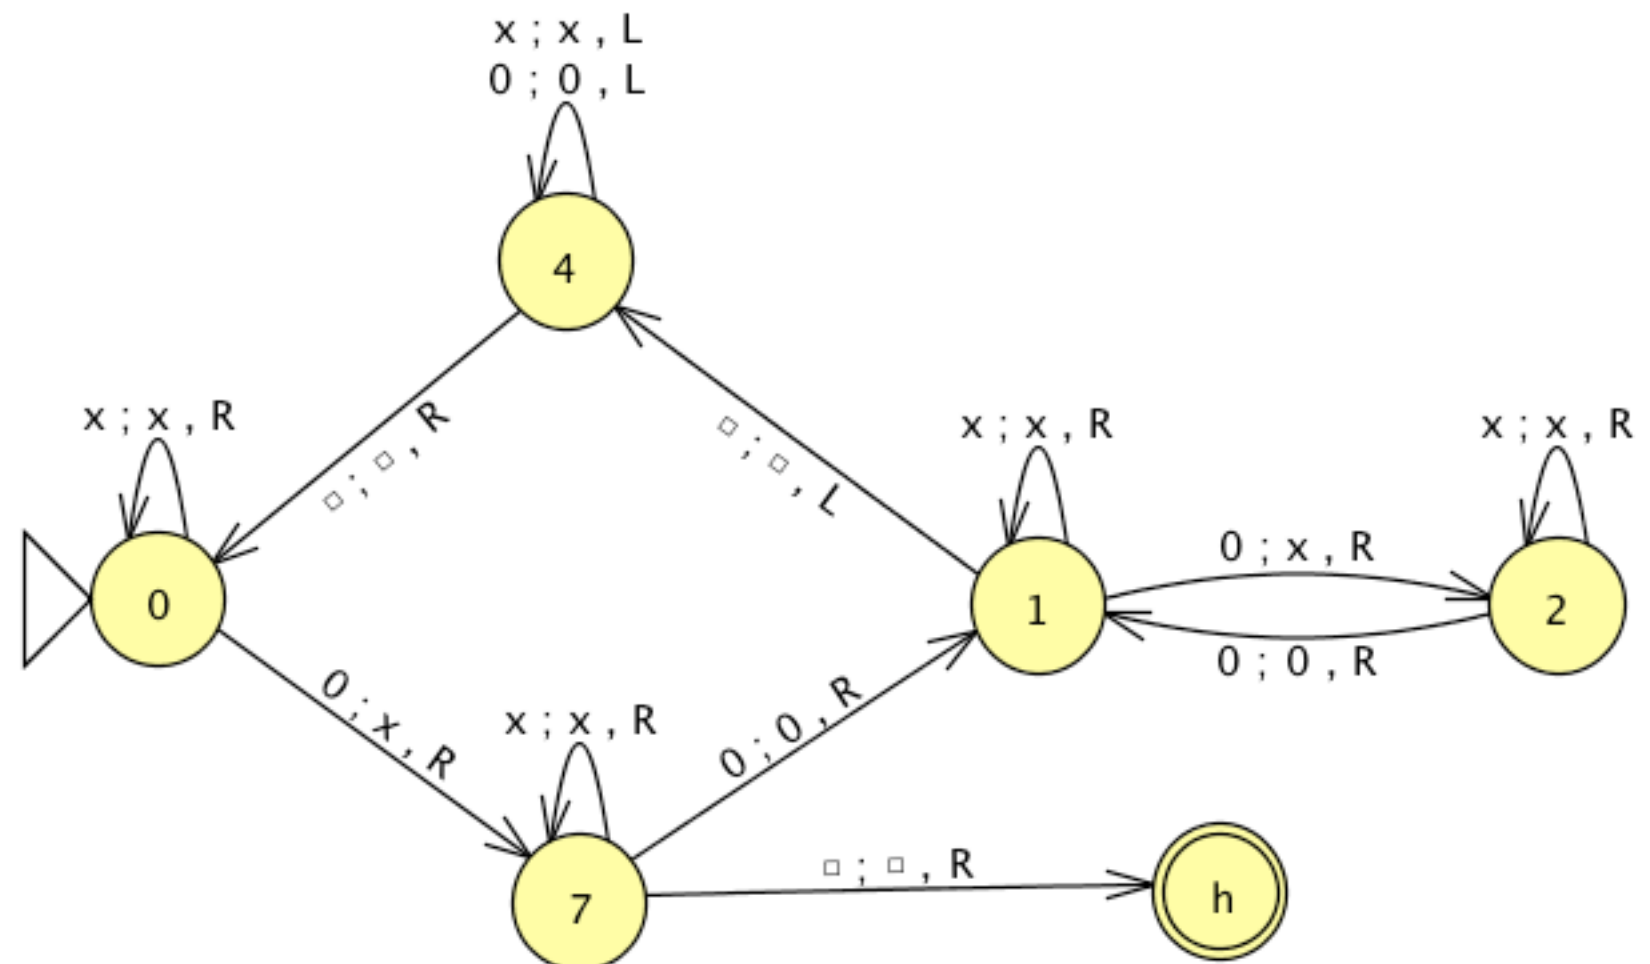 x ; x , L
0 ; 0 , L
4
x ; x , R
□ ; □ , R
□ ; □ , L
x ; x , R
x ; x , R
0 ; x , R
0
1
2
0 ; 0 , R
0 ; x , R
x ; x , R
0 ; 0 , R
□ ; □ , R
7
h